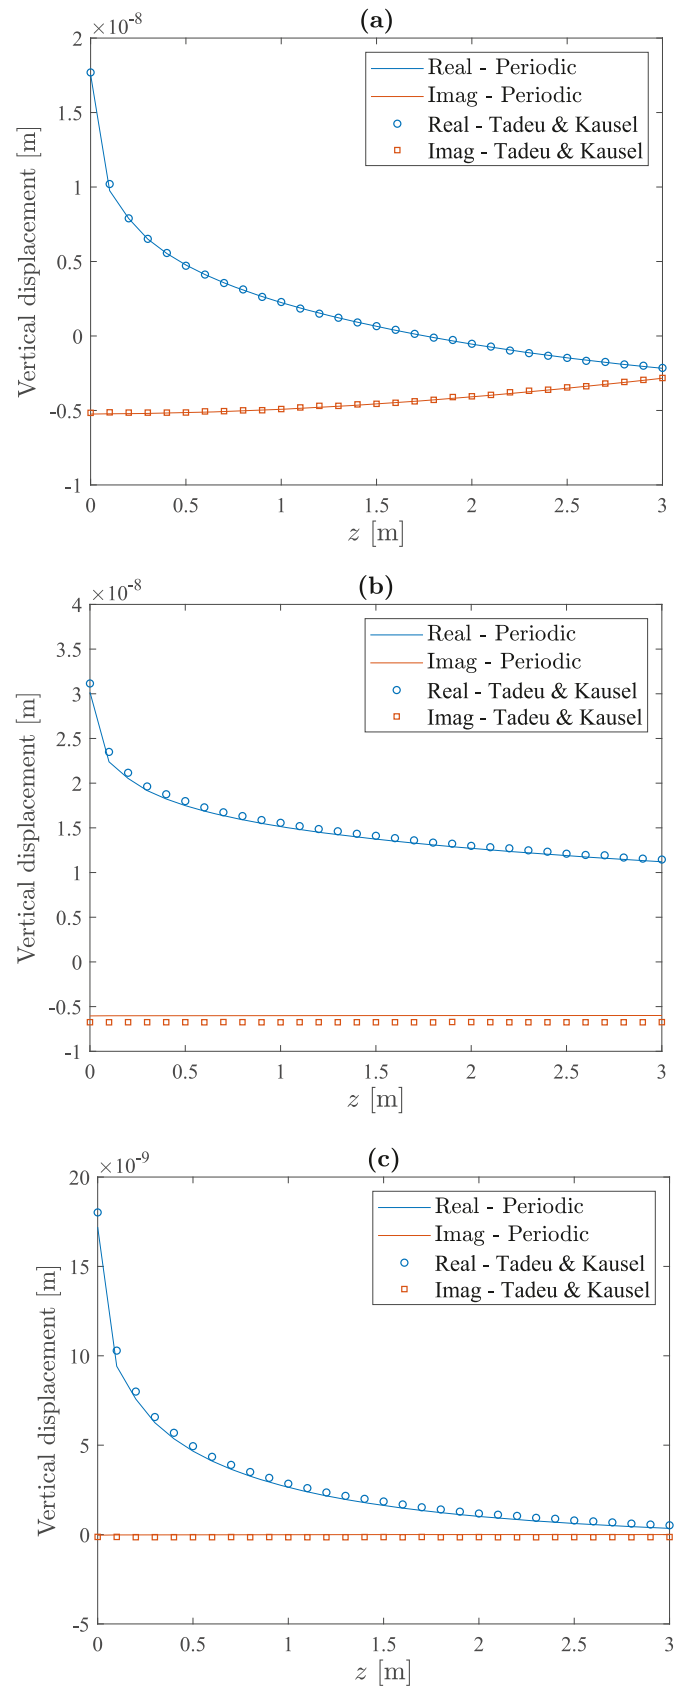 (a)
×10^-8
2
1.5
1
0.5
0
-0.5
-1
Vertical displacement [m]
Real - Periodic
Imag - Periodic
Real - Tadeu & Kausel
Imag - Tadeu & Kausel
0 0.5 1 1.5 2 2.5 3
z [m]
(b)
×10^-8
4
3.5
3
2.5
2
1.5
1
0.5
0
-0.5
-1
Vertical displacement [m]
Real - Periodic
Imag - Periodic
Real - Tadeu & Kausel
Imag - Tadeu & Kausel
0 0.5 1 1.5 2 2.5 3
z [m]
(c)
×10^-9
20
15
10
5
0
-5
Vertical displacement [m]
Real - Periodic
Imag - Periodic
Real - Tadeu & Kausel
Imag - Tadeu & Kausel
0 0.5 1 1.5 2 2.5 3
z [m]